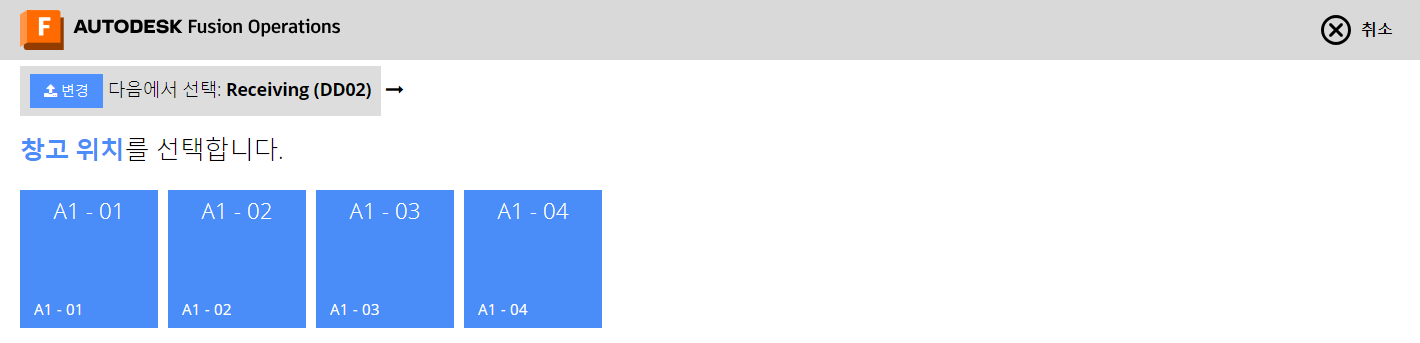 F AUTODESK Fusion Operations
취소
변경 다음에서 선택: Receiving (DD02)
창고 위치를 선택합니다.
A1 - 01 A1 - 02 A1 - 03 A1 - 04
A1 - 01 A1 - 02 A1 - 03 A1 - 04